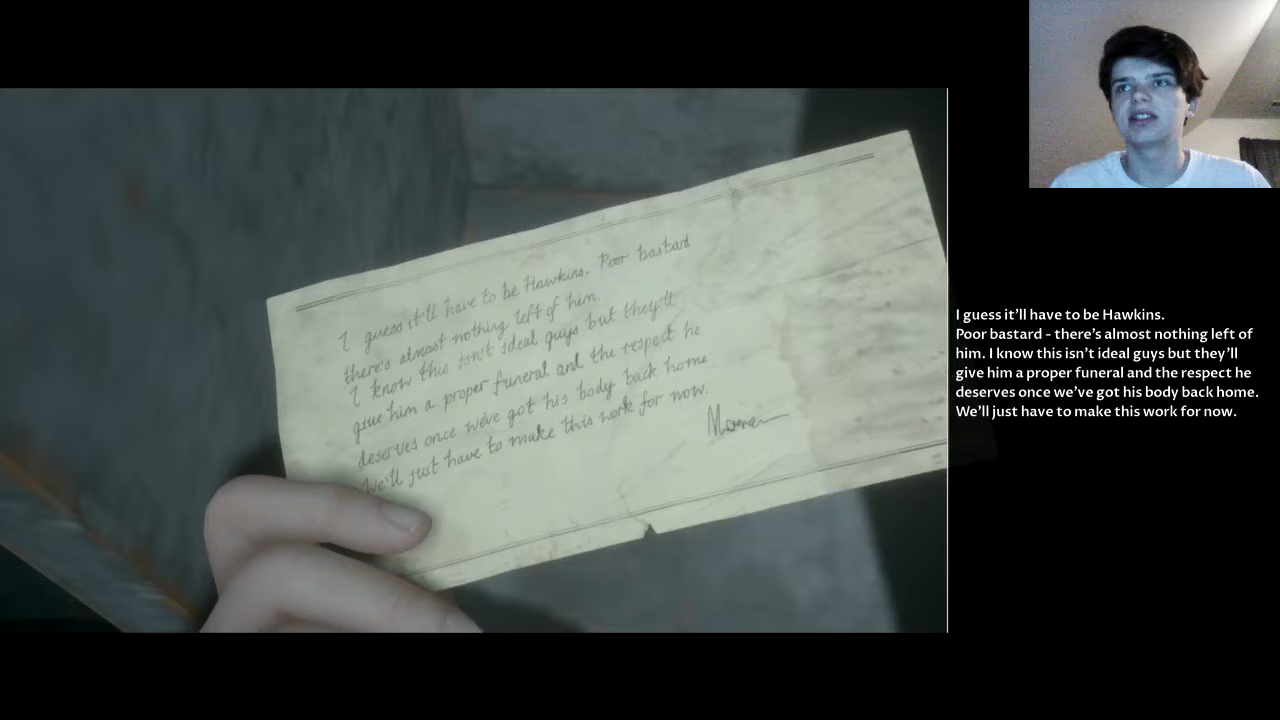 I guess it'll have to be Hawkins. Poor bastard
there's almost nothing left of him.
I know this isn't ideal guys but they'll
give him a proper funeral and the respect he
deserves once we've got his body back home.
We'll just have to make this work for now.
I guess it'll have to be Hawkins.
Poor bastard - there's almost nothing left of
him. I know this isn't ideal guys but they'll
give him a proper funeral and the respect he
deserves once we've got his body back home.
We'll just have to make this work for now.